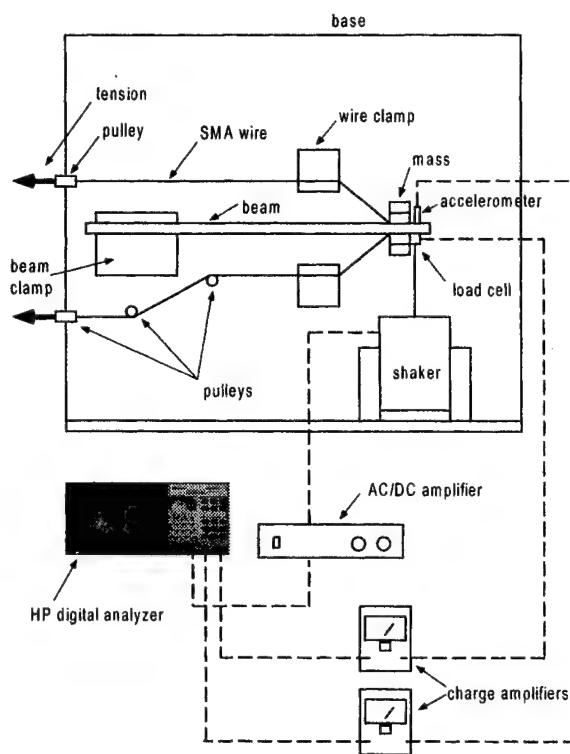 base
tension
pulley
SMA wire
wire clamp
mass
accelerometer
beam
beam
clamp
load cell
shaker
pulleys
AC/DC amplifier
HP digital analyzer
charge amplifiers